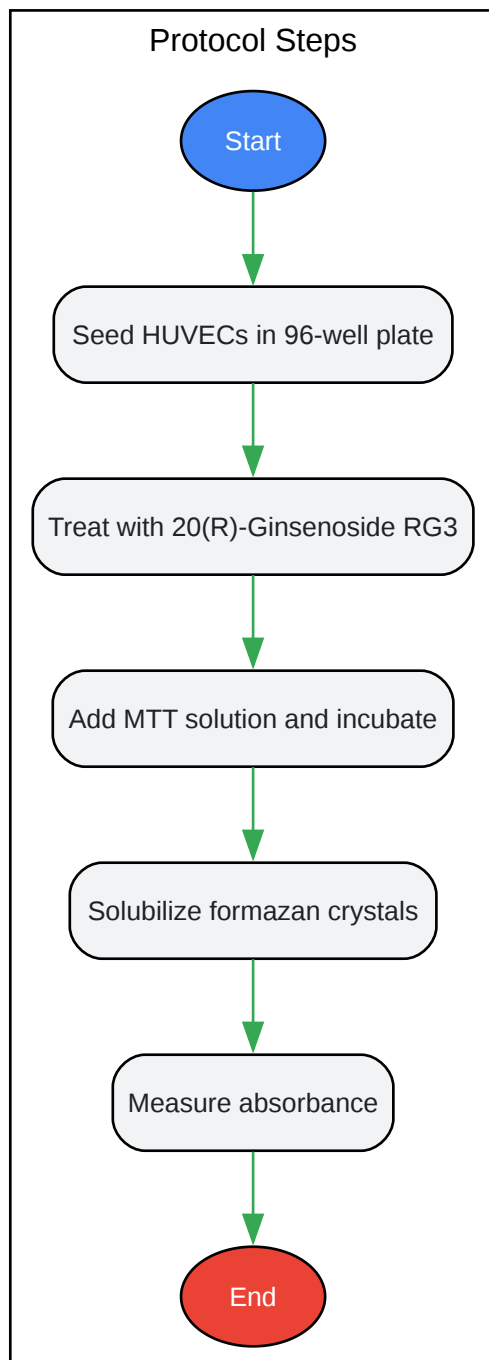 Protocol Steps
Start
Seed HUVECs in 96-well plate
Treat with 20(R)-Ginsenoside RG3
Add MTT solution and incubate
Solubilize formazan crystals
Measure absorbance
End